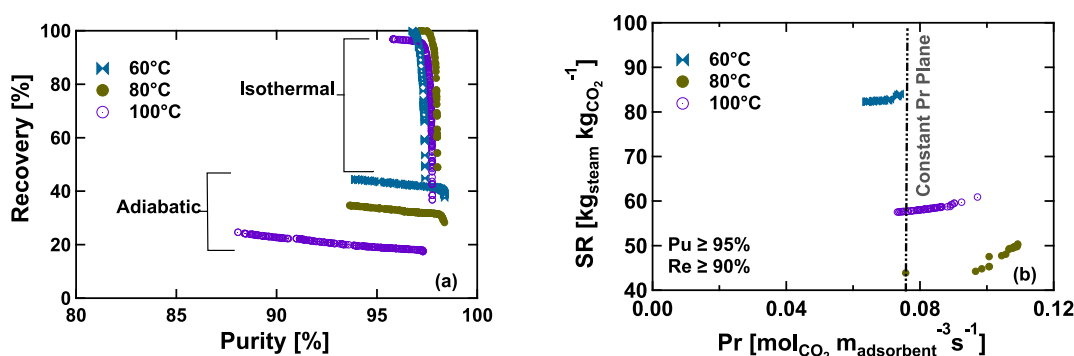 100
80
60
40
20
0
Recovery [%]
60°C
80°C
100°C
Isothermal
Adiabatic
(a)
80 85 90 95 100
Purity [%]
100
90
80
70
60
50
40
SR [kg_steam kg_CO₂^-1]
60°C
80°C
100°C
Constant Pr Plane
Pu ≥ 95%
Re ≥ 90%
(b)
0.00 0.04 0.08 0.12
Pr [mol_CO₂ m_adsorbent^-3 s^-1]